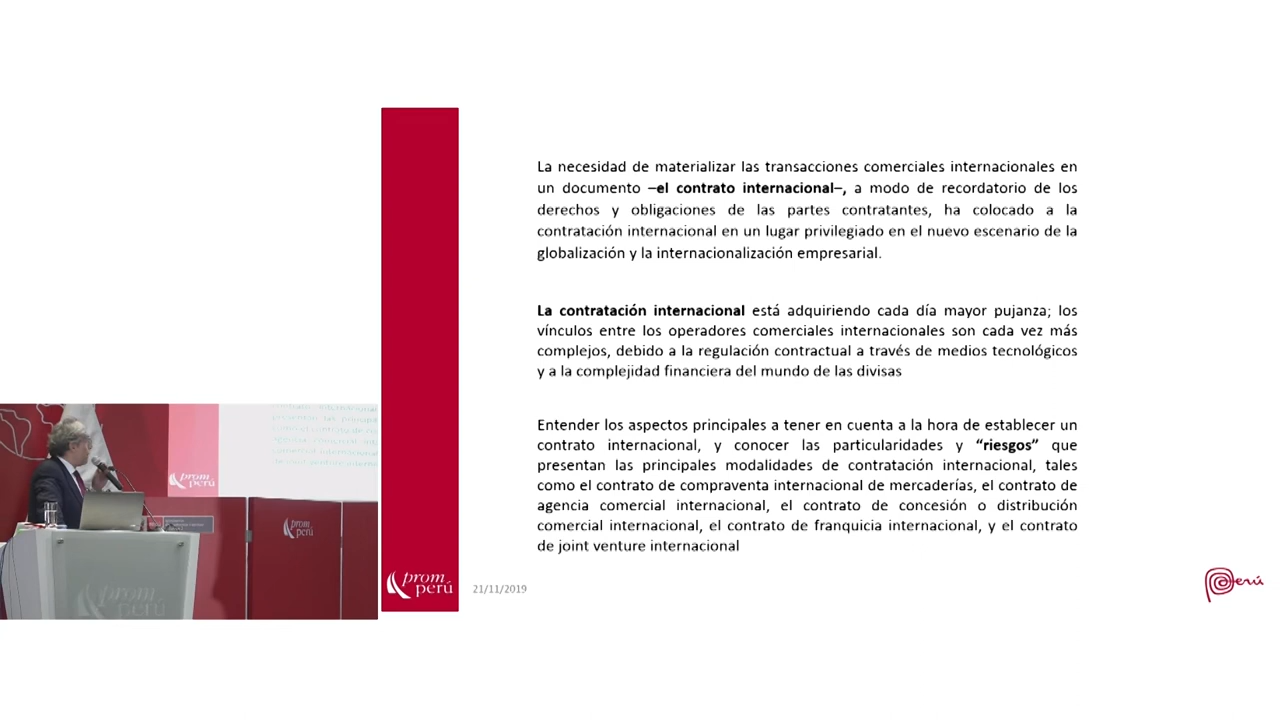 La necesidad de materializar las transacciones comerciales internacionales en
un documento –el contrato internacional–, a modo de recordatorio de los
derechos y obligaciones de las partes contratantes, ha colocado a la
contratación internacional en un lugar privilegiado en el nuevo escenario de la
globalización y la internacionalización empresarial.
La contratación internacional está adquiriendo cada día mayor pujanza; los
vínculos entre los operadores comerciales internacionales son cada vez más
complejos, debido a la regulación contractual a través de medios tecnológicos
y a la complejidad financiera del mundo de las divisas
Entender los aspectos principales a tener en cuenta a la hora de establecer un
contrato internacional, y conocer las particularidades y “riesgos” que
presentan las principales modalidades de contratación internacional, tales
como el contrato de compraventa internacional de mercaderías, el contrato de
agencia comercial internacional, el contrato de concesión o distribución
comercial internacional, el contrato de franquicia internacional, y el contrato
de joint venture internacional
prom
perú
21/11/2019
Perú
prom
perú
prom
perú
prom
perú